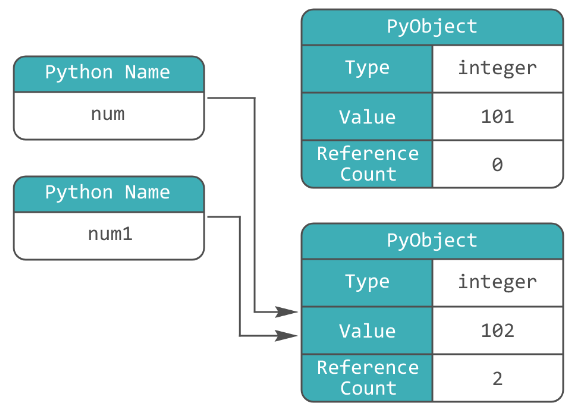 Python Name
num
Python Name
num1
PyObject
Type integer
Value 101
Reference
Count 0
PyObject
Type integer
Value 102
Reference
Count 2